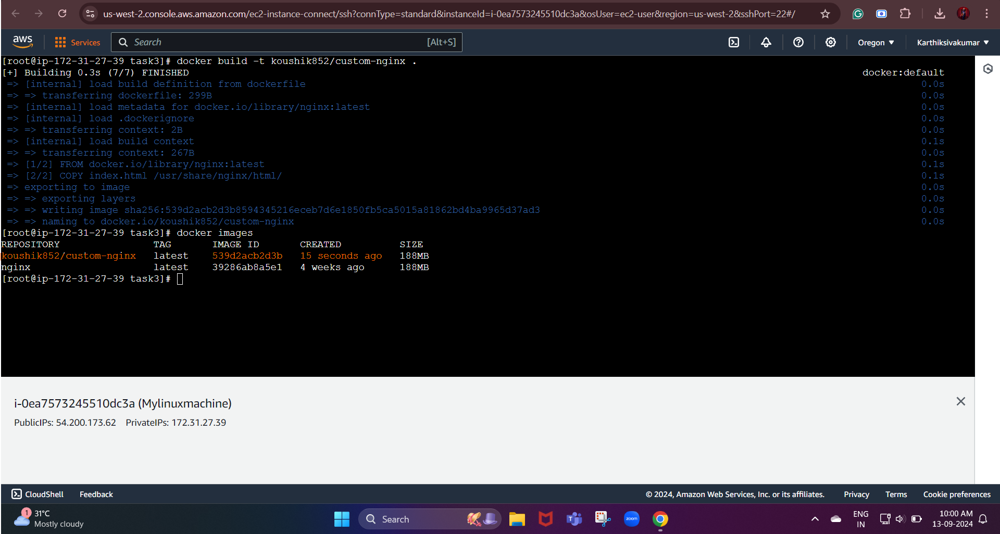 us-west-2.console.aws.amazon.com/ec2-instance-connect/ssh?connType=standard&instanceId=i-0ea7573245510dc3a&osUser=ec2-user&region=us-west-2&sshPort=22#/
aws Services Search [Alt+S] Oregon Karthiksivakumar
[root@ip-172-31-27-39 task3]# docker build -t koushik852/custom-nginx .
[+] Building 0.3s (7/7) FINISHED docker:default
=> [internal] load build definition from dockerfile 0.0s
=> => transferring dockerfile: 299B 0.0s
=> [internal] load metadata for docker.io/library/nginx:latest 0.0s
=> [internal] load .dockerignore 0.0s
=> => transferring context: 2B 0.0s
=> [internal] load build context 0.1s
=> => transferring context: 267B 0.0s
=> [1/2] FROM docker.io/library/nginx:latest 0.1s
=> [2/2] COPY index.html /usr/share/nginx/html/ 0.1s
=> exporting to image 0.0s
=> => exporting layers 0.0s
=> => writing image sha256:539d2acb2d3b8594345216eceb7d6e1850fb5ca5015a81862bd4ba9965d37ad3 0.0s
=> => naming to docker.io/koushik852/custom-nginx 0.0s
[root@ip-172-31-27-39 task3]# docker images
REPOSITORY TAG IMAGE ID CREATED SIZE
koushik852/custom-nginx latest 539d2acb2d3b 15 seconds ago 188MB
nginx latest 39286ab8a5e1 4 weeks ago 188MB
[root@ip-172-31-27-39 task3]#
i-0ea7573245510dc3a (Mylinuxmachine)
PublicIPs: 54.200.173.62 PrivateIPs: 172.31.27.39
CloudShell Feedback © 2024, Amazon Web Services, Inc. or its affiliates. Privacy Terms Cookie preferences
1 31°C
Mostly cloudy
Search
zoom
ENG
IN
10:00 AM
13-09-2024